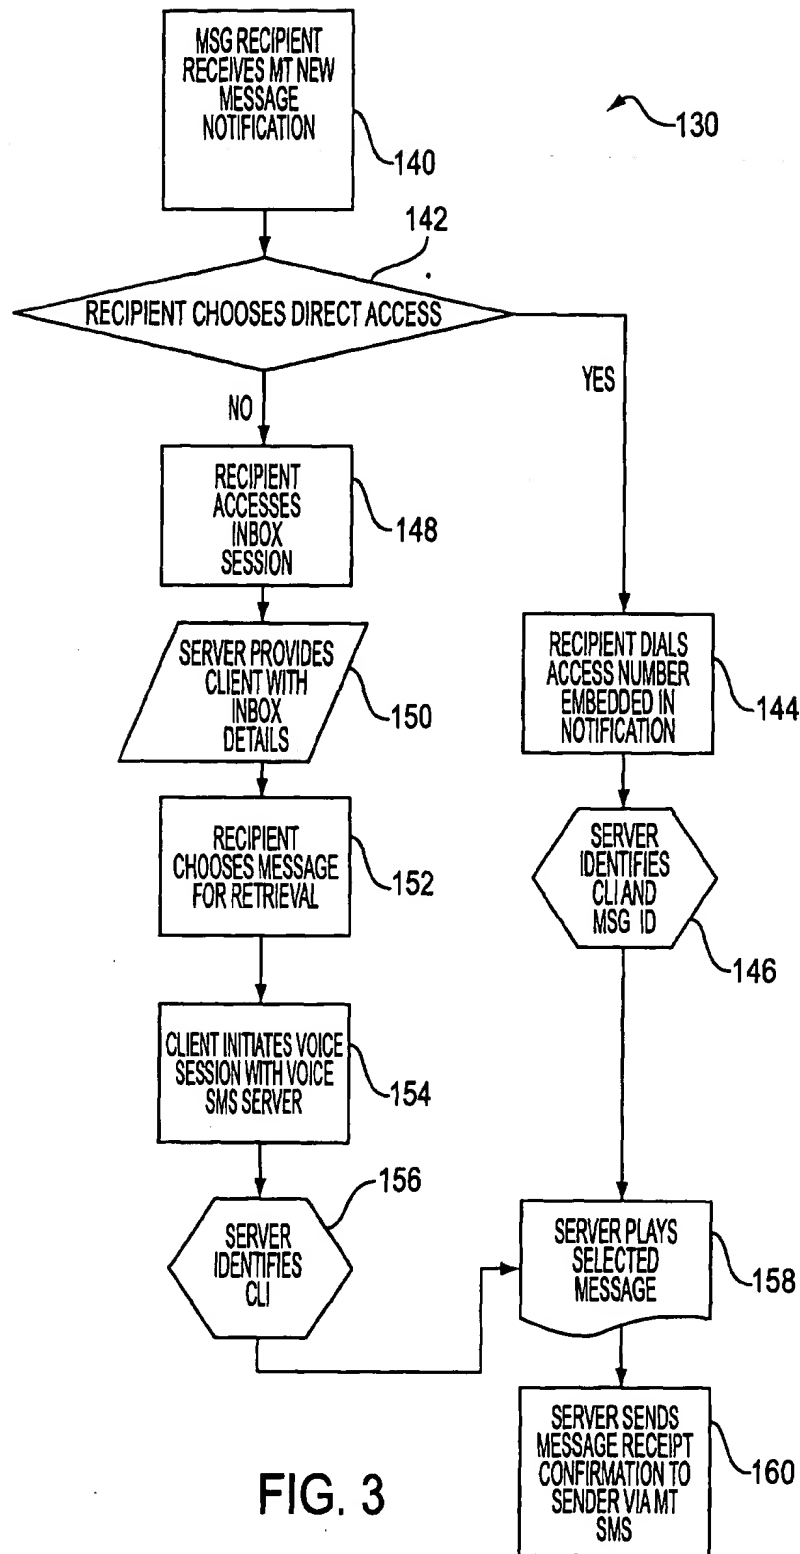 MSG RECIPIENT
RECEIVES MT NEW
MESSAGE
NOTIFICATION
130
140
142
RECIPIENT CHOOSES DIRECT ACCESS
YES
NO
RECIPIENT
ACCESSES
INBOX
SESSION
148
SERVER PROVIDES
CLIENT WITH
INBOX
DETAILS
150
RECIPIENT DIALS
ACCESS NUMBER
EMBEDDED IN
NOTIFICATION
144
RECIPIENT
CHOOSES MESSAGE
FOR RETRIEVAL
152
SERVER
IDENTIFIES
CLI AND
MSG ID
146
CLIENT INITIATES VOICE
SESSION WITH VOICE
SMS SERVER
154
156
SERVER
IDENTIFIES
CLI
SERVER PLAYS
SELECTED
MESSAGE
158
SERVER SENDS
MESSAGE RECEIPT
CONFIRMATION TO
SENDER VIA MT
SMS
160
FIG. 3